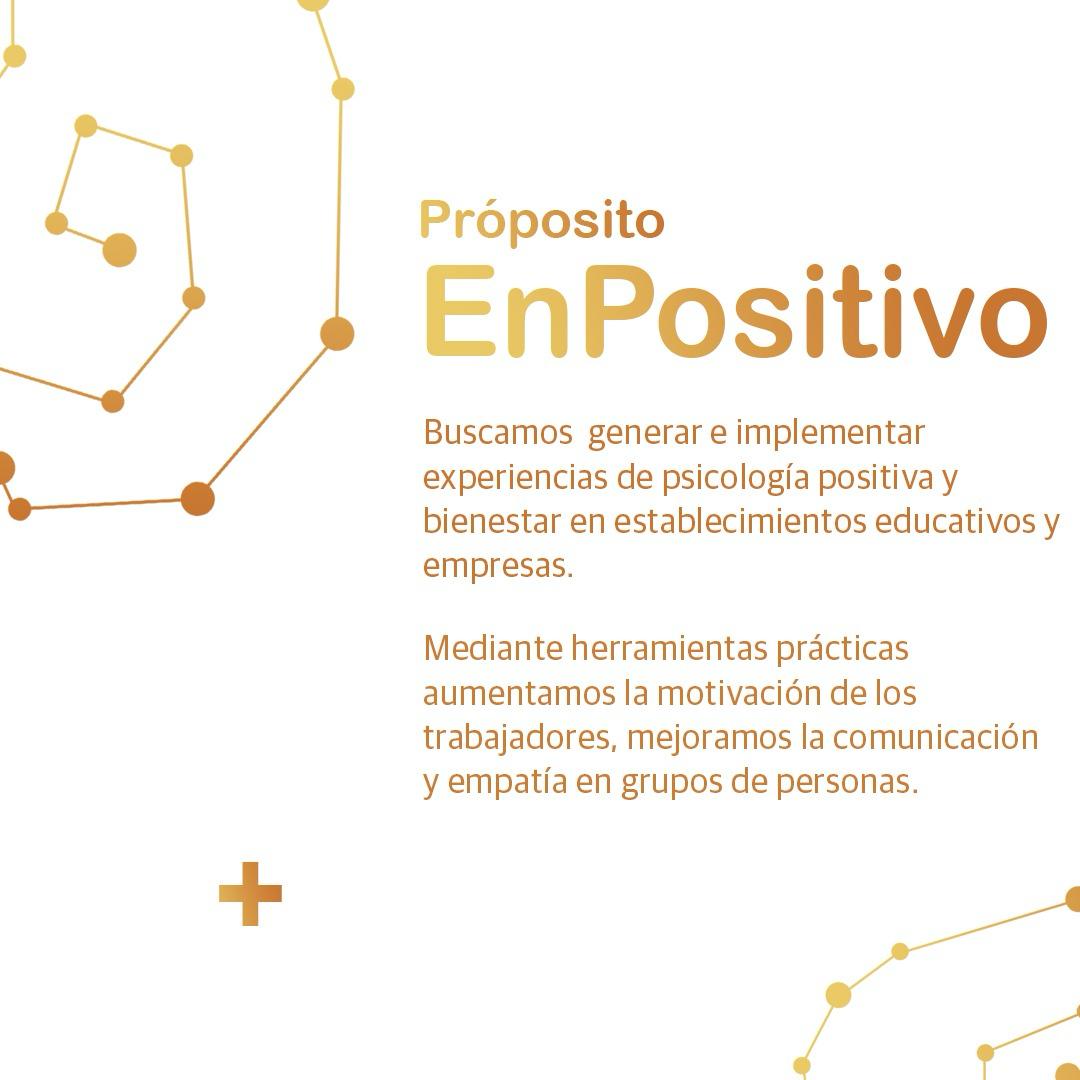 Próposito
EnPositivo
Buscamos  generar e implementar
experiencias de psicología positiva y
bienestar en establecimientos educativos y
empresas.
Mediante herramientas prácticas
aumentamos la motivación de los
trabajadores, mejoramos la comunicación
y empatía en grupos de personas.